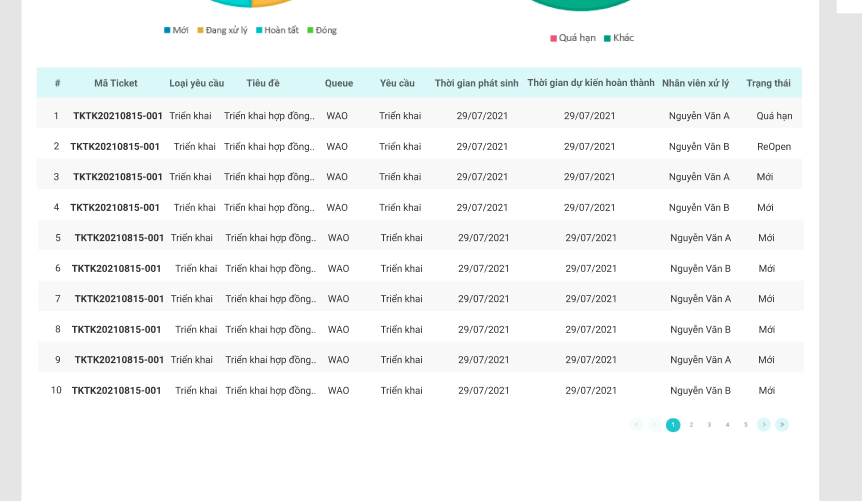 Mới Đang xử lý Hoàn tất Đóng
Quá hạn Khác
# Mã Ticket Loại yêu cầu Tiêu đề Queue Yêu cầu Thời gian phát sinh Thời gian dự kiến hoàn thành Nhân viên xử lý Trạng thái
1 TKTK20210815-001 Triển khai Triển khai hợp đồng.. WAO Triển khai 29/07/2021 29/07/2021 Nguyễn Văn A Quá hạn
2 TKTK20210815-001 Triển khai Triển khai hợp đồng.. WAO Triển khai 29/07/2021 29/07/2021 Nguyễn Văn B ReOpen
3 TKTK20210815-001 Triển khai Triển khai hợp đồng.. WAO Triển khai 29/07/2021 29/07/2021 Nguyễn Văn A Mới
4 TKTK20210815-001 Triển khai Triển khai hợp đồng.. WAO Triển khai 29/07/2021 29/07/2021 Nguyễn Văn B Mới
5 TKTK20210815-001 Triển khai Triển khai hợp đồng.. WAO Triển khai 29/07/2021 29/07/2021 Nguyễn Văn A Mới
6 TKTK20210815-001 Triển khai Triển khai hợp đồng.. WAO Triển khai 29/07/2021 29/07/2021 Nguyễn Văn B Mới
7 TKTK20210815-001 Triển khai Triển khai hợp đồng.. WAO Triển khai 29/07/2021 29/07/2021 Nguyễn Văn A Mới
8 TKTK20210815-001 Triển khai Triển khai hợp đồng.. WAO Triển khai 29/07/2021 29/07/2021 Nguyễn Văn B Mới
9 TKTK20210815-001 Triển khai Triển khai hợp đồng.. WAO Triển khai 29/07/2021 29/07/2021 Nguyễn Văn A Mới
10 TKTK20210815-001 Triển khai Triển khai hợp đồng.. WAO Triển khai 29/07/2021 29/07/2021 Nguyễn Văn B Mới
« ‹ 1 2 3 4 5 › »